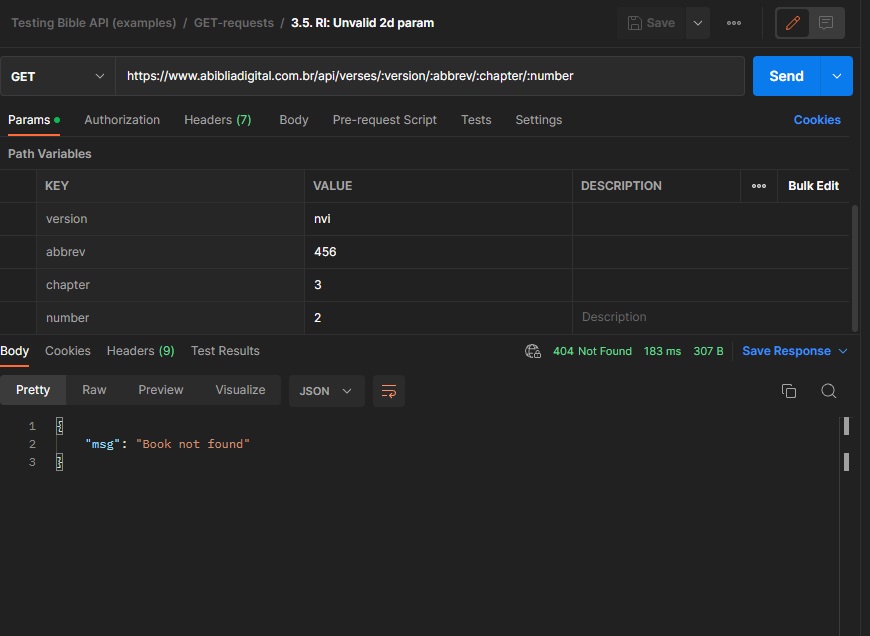 Testing Bible API (examples) / GET-requests / 3.5. RI: Unvalid 2d param Save
GET https://www.abibliadigital.com.br/api/verses/:version/:abbrev/:chapter/:number Send
Params Authorization Headers (7) Body Pre-request Script Tests Settings Cookies
Path Variables
KEY VALUE DESCRIPTION Bulk Edit
version nvi
abbrev 456
chapter 3
number 2 Description
Body Cookies Headers (9) Test Results 404 Not Found 183 ms 307 B Save Response
Pretty Raw Preview Visualize JSON
1 {
2 "msg": "Book not found"
3 }